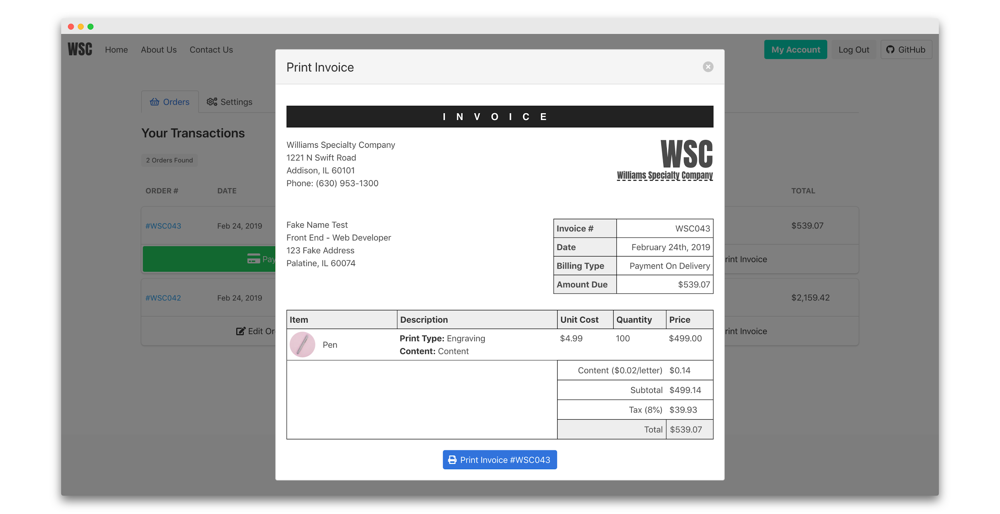 WSC Home About Us Contact Us My Account Log Out GitHub
Orders Settings
Your Transactions
2 Orders Found
ORDER # DATE TOTAL
#WSC043 Feb 24, 2019 $539.07
Pay rint Invoice
#WSC042 Feb 24, 2019 $2,159.42
Edit Or rint Invoice
Print Invoice
INVOICE
Williams Specialty Company
1221 N Swift Road
Addison, IL 60101
Phone: (630) 953-1300
WSC
Williams Specialty Company
Fake Name Test
Front End - Web Developer
123 Fake Address
Palatine, IL 60074
Invoice # WSC043
Date February 24th, 2019
Billing Type Payment On Delivery
Amount Due $539.07
Item Description Unit Cost Quantity Price
Pen Print Type: Engraving $4.99 100 $499.00
Content: Content
Content ($0.02/letter) $0.14
Subtotal $499.14
Tax (8%) $39.93
Total $539.07
Print Invoice #WSC043